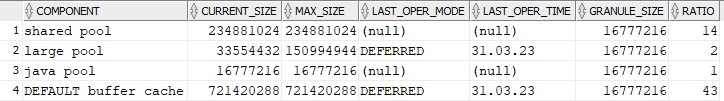 COMPONENT CURRENT_SIZE MAX_SIZE LAST_OPER_MODE LAST_OPER_TIME GRANULE_SIZE RATIO
1 shared pool 234881024 234881024 (null) (null) 16777216 14
2 large pool 33554432 150994944 DEFERRED 31.03.23 16777216 2
3 java pool 16777216 16777216 (null) (null) 16777216 1
4 DEFAULT buffer cache 721420288 721420288 DEFERRED 31.03.23 16777216 43